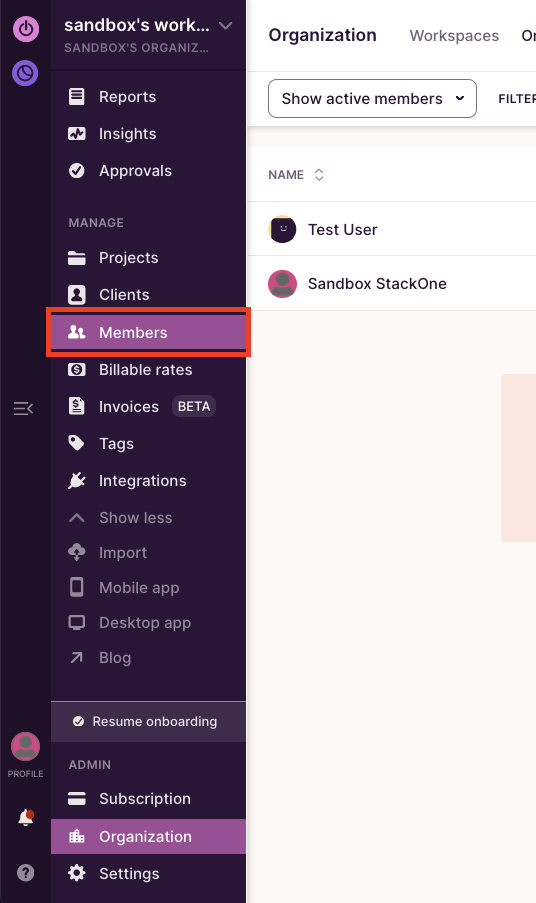 sandbox's work...
SANDBOX'S ORGANIZ...
Reports
Insights
Approvals
MANAGE
Projects
Clients
Members
Billable rates
Invoices BETA
Tags
Integrations
Show less
Import
Mobile app
Desktop app
Blog
Resume onboarding
ADMIN
Subscription
Organization
Settings
PROFILE
Organization Workspaces Or
Show active members FILTER
NAME
Test User
Sandbox StackOne